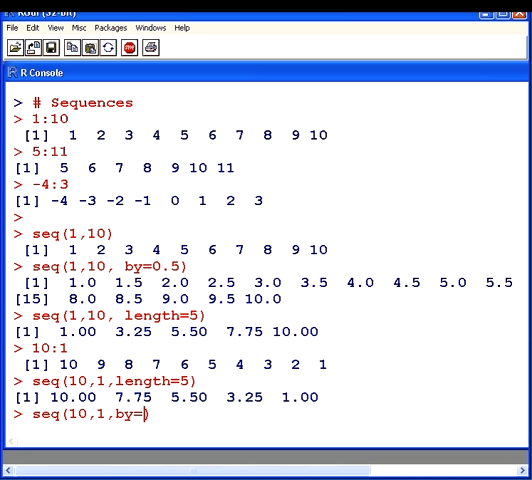 RGui (32-bit)
File Edit View Misc Packages Windows Help
STOP
R R Console
> # Sequences
> 1:10
[1] 1 2 3 4 5 6 7 8 9 10
> 5:11
[1] 5 6 7 8 9 10 11
> -4:3
[1] -4 -3 -2 -1 0 1 2 3
>
> seq(1,10)
[1] 1 2 3 4 5 6 7 8 9 10
> seq(1,10, by=0.5)
[1] 1.0 1.5 2.0 2.5 3.0 3.5 4.0 4.5 5.0 5.5
[15] 8.0 8.5 9.0 9.5 10.0
> seq(1,10, length=5)
[1] 1.00 3.25 5.50 7.75 10.00
> 10:1
[1] 10 9 8 7 6 5 4 3 2 1
> seq(10,1,length=5)
[1] 10.00 7.75 5.50 3.25 1.00
> seq(10,1,by=)